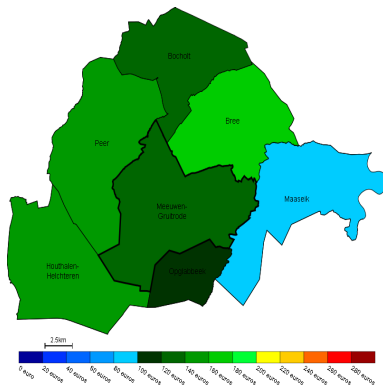 Bocholt
Bree
Peer
Maaseik
Meeuwen-
Gruitrode
Houthalen-
Helchteren
Opglabbeek
2.5km
0 euro
20 euros
40 euros
60 euros
80 euros
100 euros
120 euros
140 euros
160 euros
180 euros
200 euros
220 euros
240 euros
260 euros
280 euros